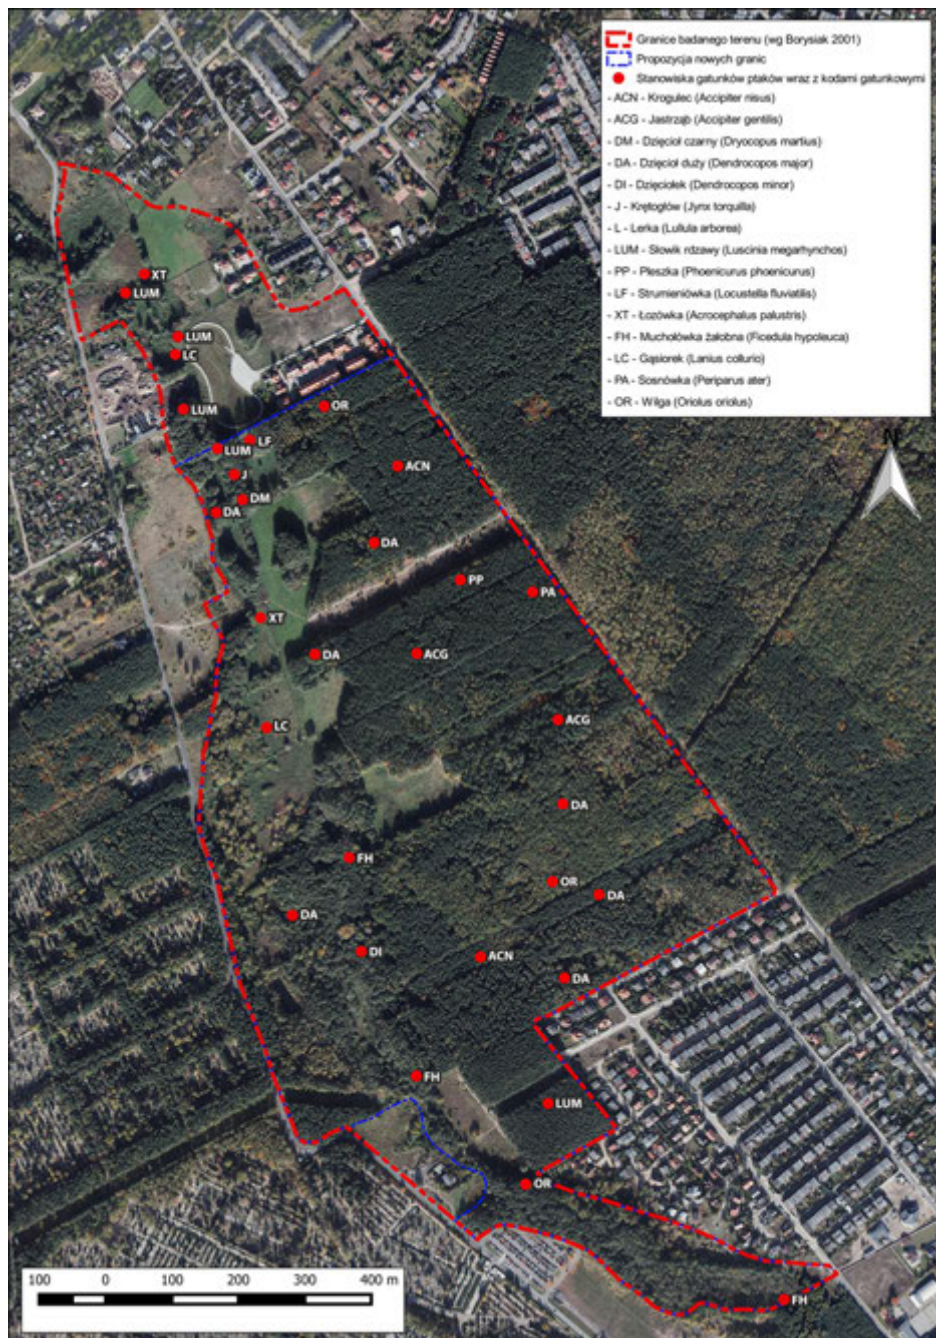 Granice badanego terenu (wg Borysiak 2001)
Propozycja nowych granic
Stanowiska gatunków ptaków wraz z kodami gatunkowymi
- ACN - Krogulec (Accipiter nisus)
- ACG - Jastrząb (Accipiter gentilis)
- DM - Dzięcioł czarny (Dryocopus martius)
- DA - Dzięcioł duży (Dendrocopos major)
- DI - Dzięciołek (Dendrocopos minor)
- J - Krętogłów (Jynx torquilla)
- L - Lerka (Lullula arborea)
- LUM - Słowik rdzawy (Luscinia megarhynchos)
- PP - Pleszka (Phoenicurus phoenicurus)
- LF - Strumieniówka (Locustella fluviatilis)
- XT - Łozówka (Acrocephalus palustris)
- FH - Muchołówka żałobna (Ficedula hypoleuca)
- LC - Gąsiorek (Lanius collurio)
- PA - Sosnówka (Periparus ater)
- OR - Wilga (Oriolus oriolus)
XT
LUM
LUM
LC
OR
LUM
LF
LUM
N
ACN
J
DM
DA
DA
PP
PA
XT
DA
ACG
ACG
LC
DA
FH
OR
DA
DA
DI
ACN
DA
FH
LUM
OR
100 0 100 200 300 400 m
FH